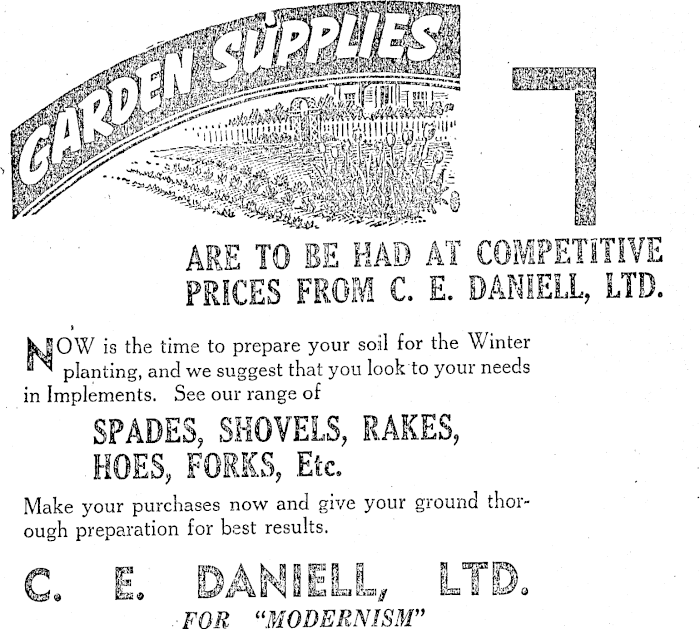 GARDEN SUPPLIES
ARE TO BE HAD AT COMPETITIVE
PRICES FROM C. E. DANIELL, LTD.
NOW is the time to prepare your soil for the Winter
planting, and we suggest that you look to your needs
in Implements. See our range of
SPADES, SHOVELS, RAKES,
HOES, FORKS, Etc.
Make your purchases now and give your ground thor-
ough preparation for best results.
C. E. DANIELL, LTD.
FOR "MODERNISM"